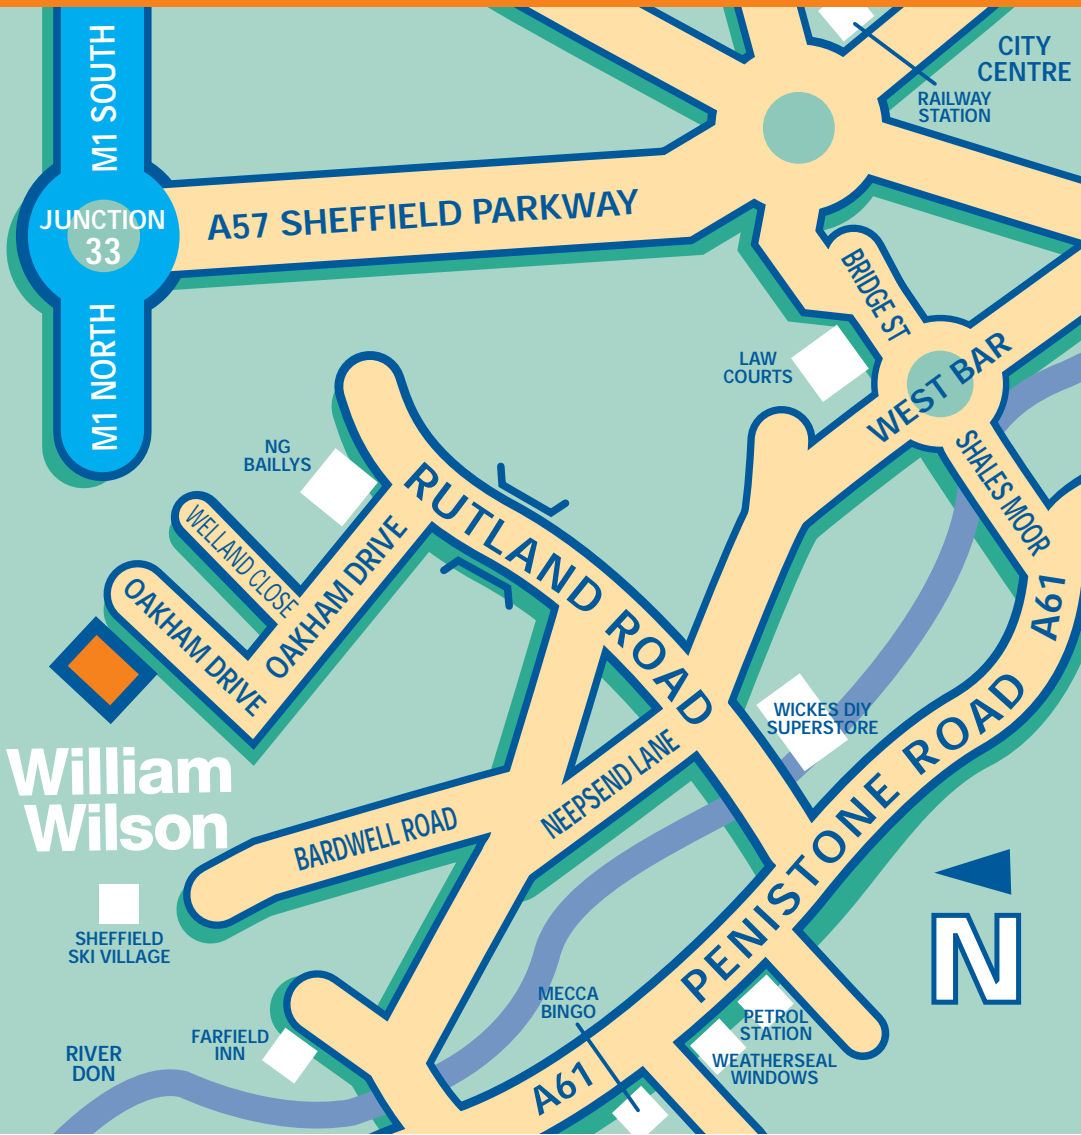 M1 SOUTH
CITY
CENTRE
RAILWAY
STATION
JUNCTION
33
A57 SHEFFIELD PARKWAY
BRIDGE ST
M1 NORTH
LAW
COURTS
WEST BAR
NG
BAILLYS
SHALES MOOR
RUTLAND ROAD
WELLAND CLOSE
OAKHAM DRIVE
OAKHAM DRIVE
A61
WICKES DIY
SUPERSTORE
NEEPSEND LANE
William
Wilson
BARDWELL ROAD
PENISTONE ROAD
SHEFFIELD
SKI VILLAGE
N
MECCA
BINGO
PETROL
STATION
FARFIELD
INN
RIVER
DON
WEATHERSEAL
WINDOWS
A61